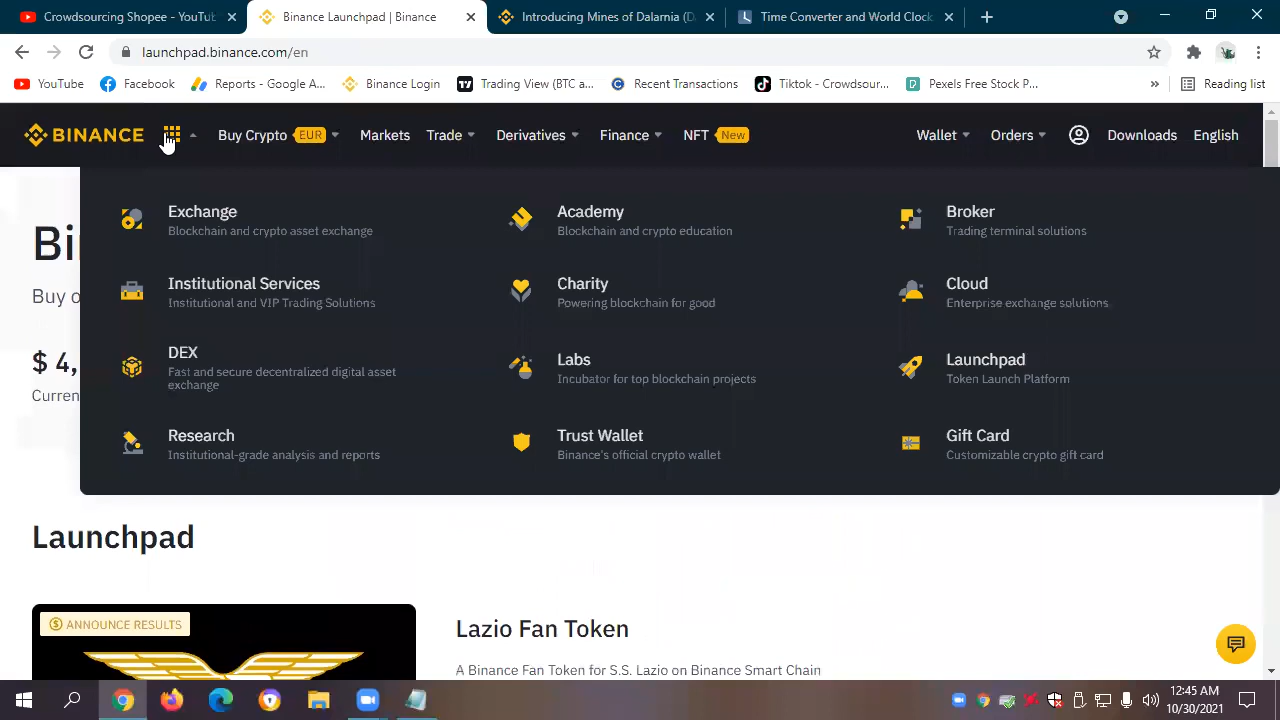 Crowdsourcing Shopee - YouTu
Binance Launchpad | Binance
Introducing Mines of Dalarnia (D
Time Converter and World Clock
launchpad.binance.com/en
YouTube
Facebook
Reports - Google A...
Binance Login
Trading View (BTC a...
Recent Transactions
Tiktok - Crowdsour...
Pexels Free Stock P...
»
Reading list
BINANCE
Buy Crypto EUR
Markets
Trade
Derivatives
Finance
NFT New
Wallet
Orders
Downloads
English
Exchange
Blockchain and crypto asset exchange
Academy
Blockchain and crypto education
Broker
Trading terminal solutions
Institutional Services
Institutional and VIP Trading Solutions
Charity
Powering blockchain for good
Cloud
Enterprise exchange solutions
DEX
Fast and secure decentralized digital asset
exchange
Labs
Incubator for top blockchain projects
Launchpad
Token Launch Platform
Research
Institutional-grade analysis and reports
Trust Wallet
Binance's official crypto wallet
Gift Card
Customizable crypto gift card
Bi
Buy
$ 4,
Curren
Launchpad
ANNOUNCE RESULTS
Lazio Fan Token
A Binance Fan Token for S.S. Lazio on Binance Smart Chain
12:45 AM
10/30/2021